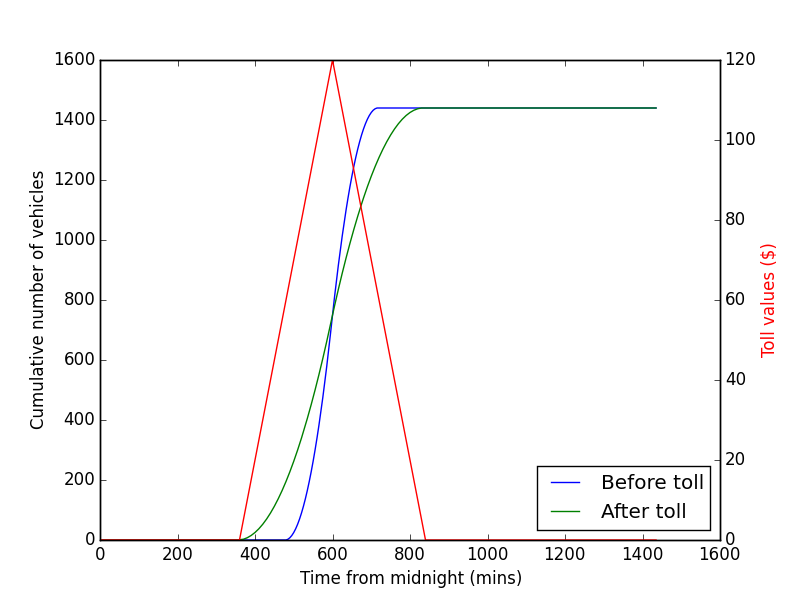 1600
1400
1200
1000
800
600
400
200
0
Cumulative number of vehicles
120
100
80
60
40
20
0
Toll values ($)
Before toll
After toll
0 200 400 600 800 1000 1200 1400 1600
Time from midnight (mins)